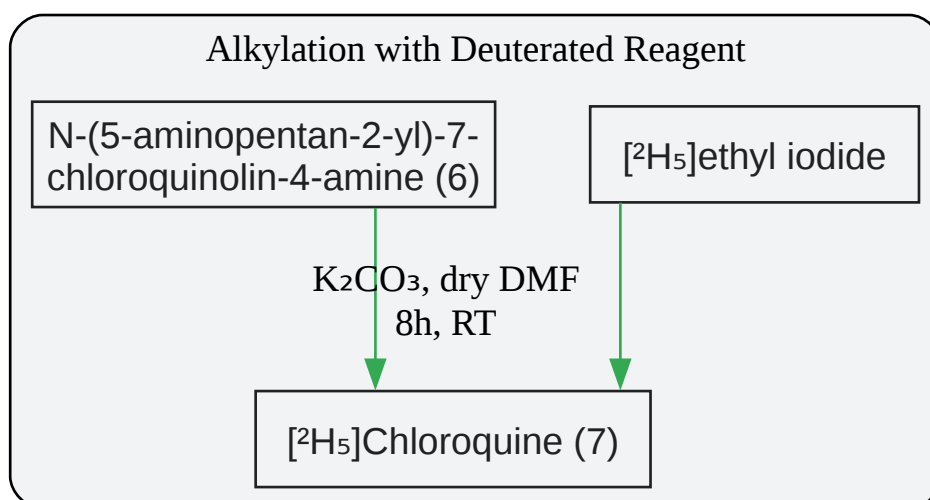 Alkylation with Deuterated Reagent
N-(5-aminopentan-2-yl)-7-
chloroquinolin-4-amine (6)
[²H₅]ethyl iodide
K₂CO₃, dry DMF
8h, RT
[²H₅]Chloroquine (7)